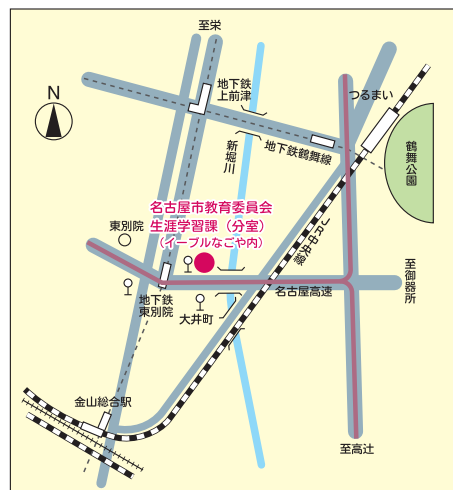 至栄
地下鉄
上前津
つるまい
N
新堀川
地下鉄鶴舞線
鶴舞公園
名古屋市教育委員会
生涯学習課（分室）
（イーブルなごや内）
東別院
JR中央線
至御器所
地下鉄
東別院
名古屋高速
大井町
金山総合駅
至高辻